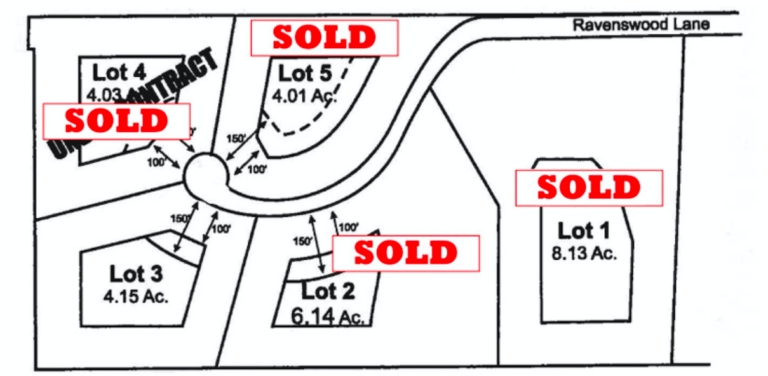 Ravenswood Lane
SOLD
Lot 5
4.01 Ac.
Lot 4
4.03
CONTRACT
SOLD
150'
100'
100'
SOLD
Lot 1
8.13 Ac.
150'
100'
Lot 3
4.15 Ac.
150'
100'
SOLD
Lot 2
6.14 Ac.